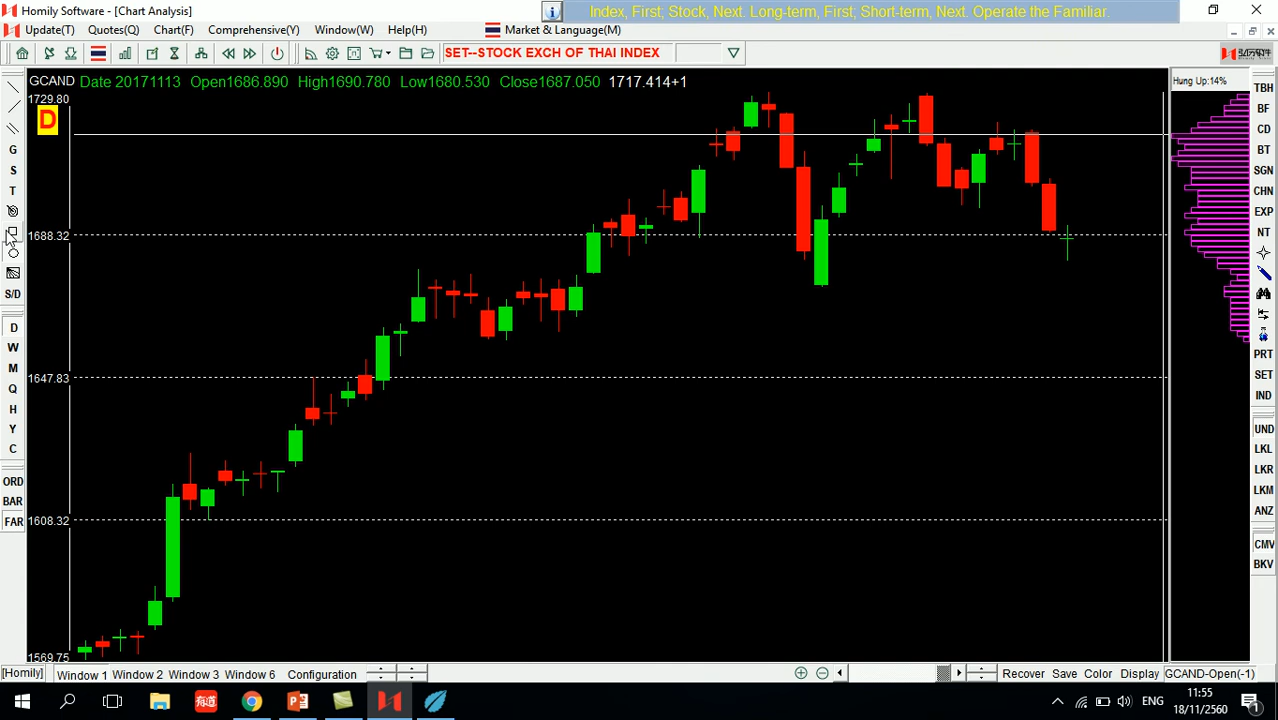 Homily Software - [Chart Analysis]
Index, First; Stock, Next. Long-term, First; Short-term, Next. Operate the Familiar.
Update(T) Quotes(Q) Chart(F) Comprehensive(Y) Window(W) Help(H) Market & Language(M)
SET--STOCK EXCH OF THAI INDEX
GCAND Date 20171113 Open1686.890 High1690.780 Low1680.530 Close1687.050 1717.414+1
Hung Up:14%
1729.80
D
1688.32
1647.83
1608.32
1569.75
G
S
T
S/D
D
W
M
Q
H
Y
C
ORD
BAR
FAR
TBH
BF
CD
BT
SGN
CHN
EXP
NT
PRT
SET
IND
UND
LKL
LKR
LKM
ANZ
CMV
BKV
[Homily] Window 1 Window 2 Window 3 Window 6 Configuration Recover Save Color Display GCAND-Open(-1)
有道
ENG
11:55
18/11/2560
1